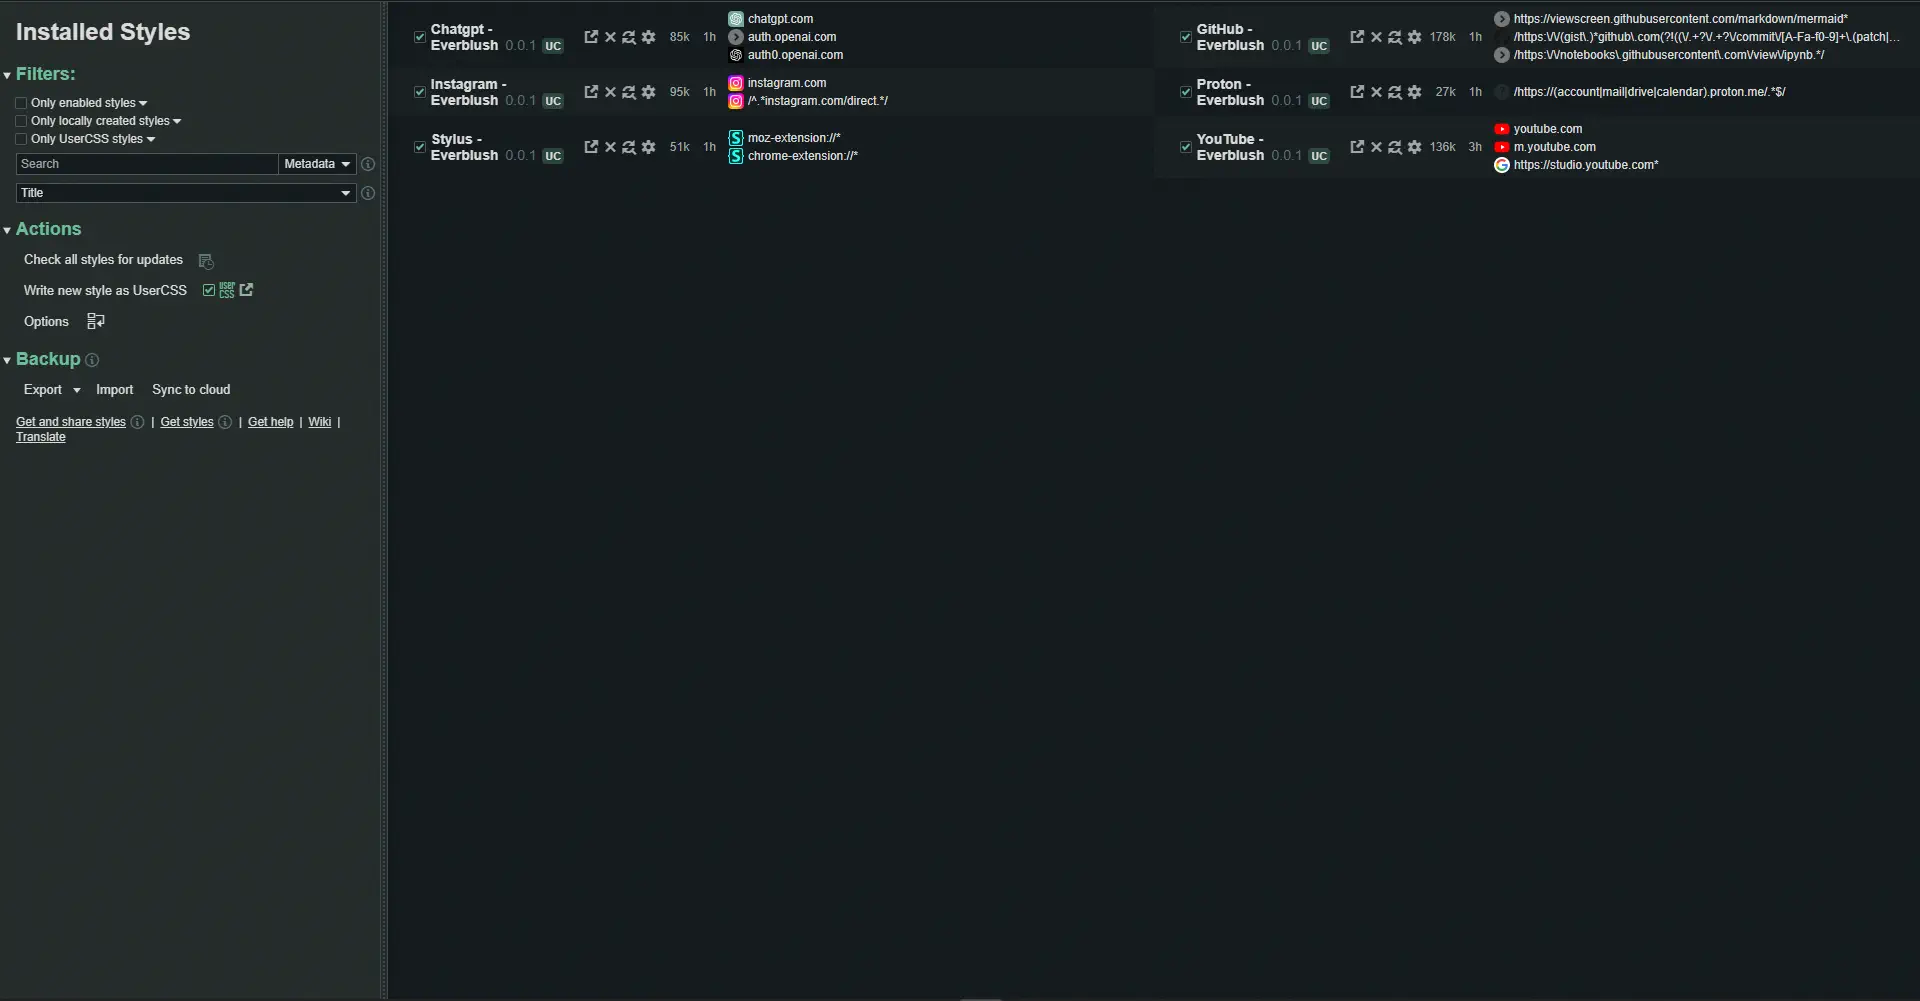 Installed Styles
Filters:
Only enabled styles
Only locally created styles
Only UserCSS styles
Search
Metadata
Title
Actions
Check all styles for updates
Write new style as UserCSS
USER
CSS
Options
Backup
Export Import Sync to cloud
Get and share styles | Get styles | Get help | Wiki |
Translate
Chatgpt -
Everblush 0.0.1 UC
85k 1h
chatgpt.com
auth.openai.com
auth0.openai.com
GitHub -
Everblush 0.0.1 UC
178k 1h
https://viewscreen.githubusercontent.com/markdown/mermaid*
/https:\/\/(gist\.)*github\.com(?!((\/.+?\/.+?\/commit\/[A-Fa-f0-9]+\.(patch|...
/https:\/\/notebooks\.githubusercontent\.com\/view\/ipynb.*/
Instagram -
Everblush 0.0.1 UC
95k 1h
instagram.com
/^.*instagram.com/direct.*/
Proton -
Everblush 0.0.1 UC
27k 1h
/https://(account|mail|drive|calendar).proton.me/.*$/
Stylus -
Everblush 0.0.1 UC
51k 1h
moz-extension://*
chrome-extension://*
YouTube -
Everblush 0.0.1 UC
136k 3h
youtube.com
m.youtube.com
https://studio.youtube.com*